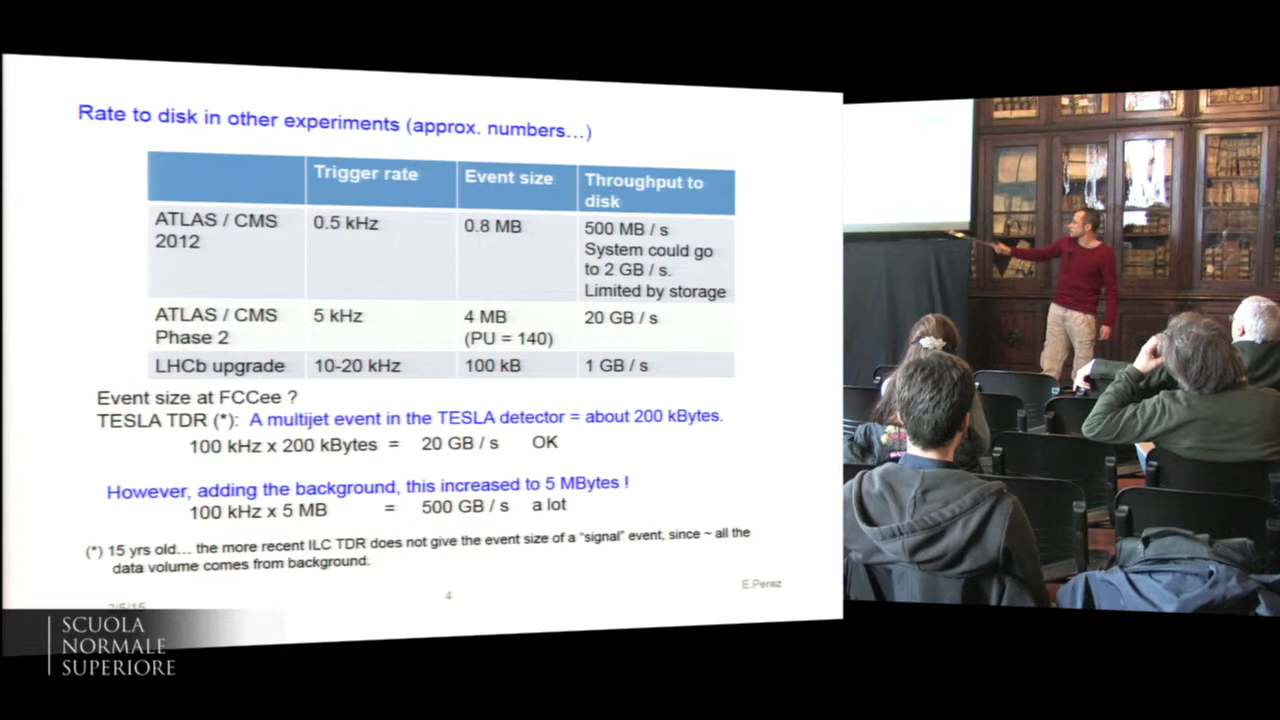 Rate to disk in other experiments (approx. numbers…)
Trigger rate
Event size
Throughput to disk
ATLAS / CMS 2012
0.5 kHz
0.8 MB
500 MB / s
System could go to 2 GB / s.
Limited by storage
ATLAS / CMS Phase 2
5 kHz
4 MB
(PU = 140)
20 GB / s
LHCb upgrade
10-20 kHz
100 kB
1 GB / s
Event size at FCCee ?
TESLA TDR (*): A multijet event in the TESLA detector = about 200 kBytes.
100 kHz x 200 kBytes = 20 GB / s OK
However, adding the background, this increased to 5 MBytes !
100 kHz x 5 MB = 500 GB / s a lot
(*) 15 yrs old… the more recent ILC TDR does not give the event size of a "signal" event, since ~ all the
data volume comes from background.
4
E.Perez
SCUOLA
NORMALE
SUPERIORE